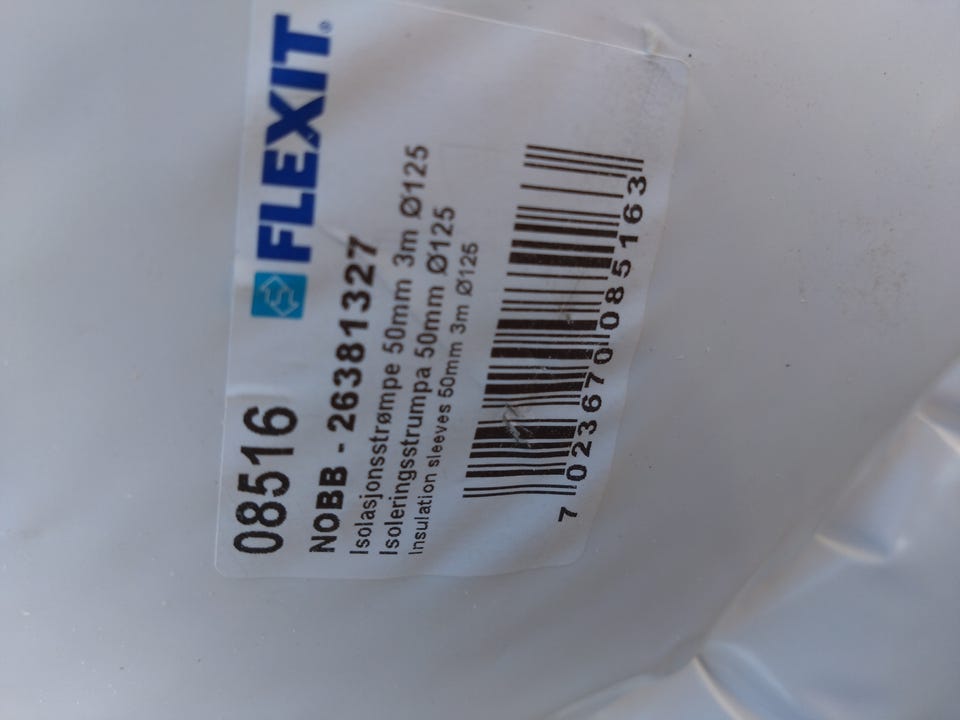 08516 FLEXIT®
NOBB - 26381327
Isolasjonsstrømpe 50mm 3m Ø125
Isoleringsstrumpa 50mm Ø125
Insulation sleeves 50mm 3m Ø125
7 023670 085163